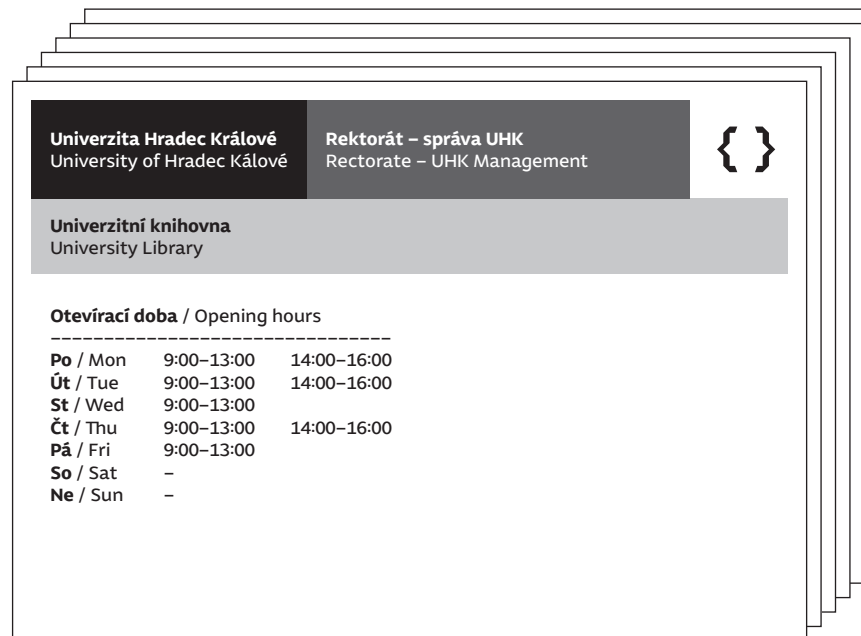 Univerzita Hradec Králové
University of Hradec Kálové
Rektorát – správa UHK
Rectorate – UHK Management
{ }
Univerzitní knihovna
University Library
Otevírací doba / Opening hours
––––––––––––––––––––––––––––––––
Po / Mon 9:00–13:00 14:00–16:00
Út / Tue 9:00–13:00 14:00–16:00
St / Wed 9:00–13:00
Čt / Thu 9:00–13:00 14:00–16:00
Pá / Fri 9:00–13:00
So / Sat –
Ne / Sun –